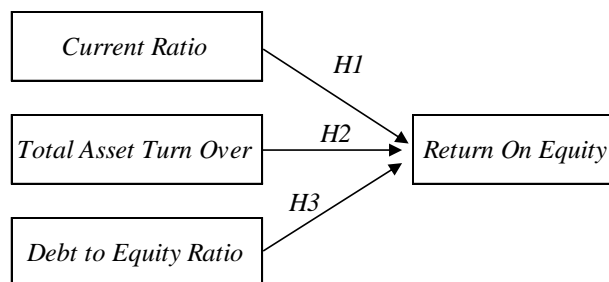 Current Ratio
H1
Total Asset Turn Over
H2
Return On Equity
H3
Debt to Equity Ratio